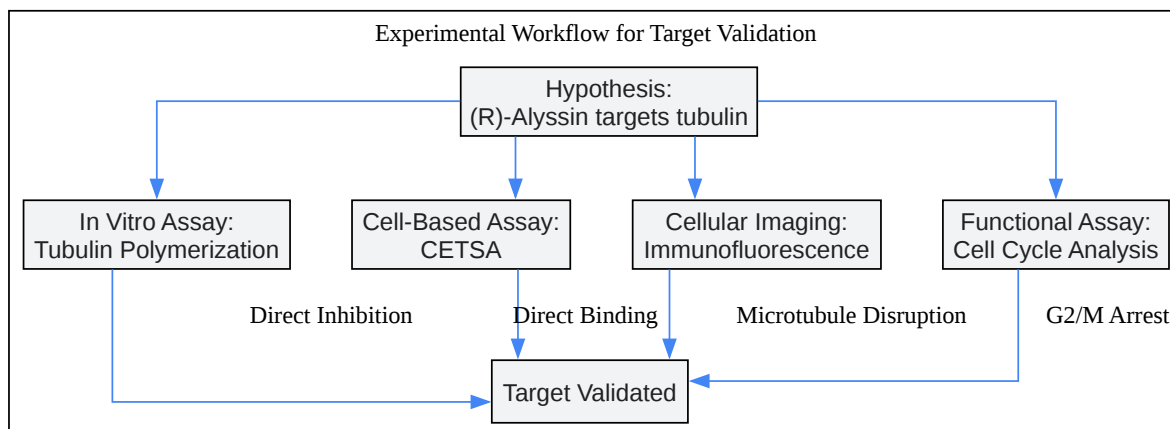 Experimental Workflow for Target Validation
Hypothesis:
(R)-Alyssin targets tubulin
In Vitro Assay:
Tubulin Polymerization
Cell-Based Assay:
CETSA
Cellular Imaging:
Immunofluorescence
Functional Assay:
Cell Cycle Analysis
Direct Inhibition
Direct Binding
Microtubule Disruption
G2/M Arrest
Target Validated